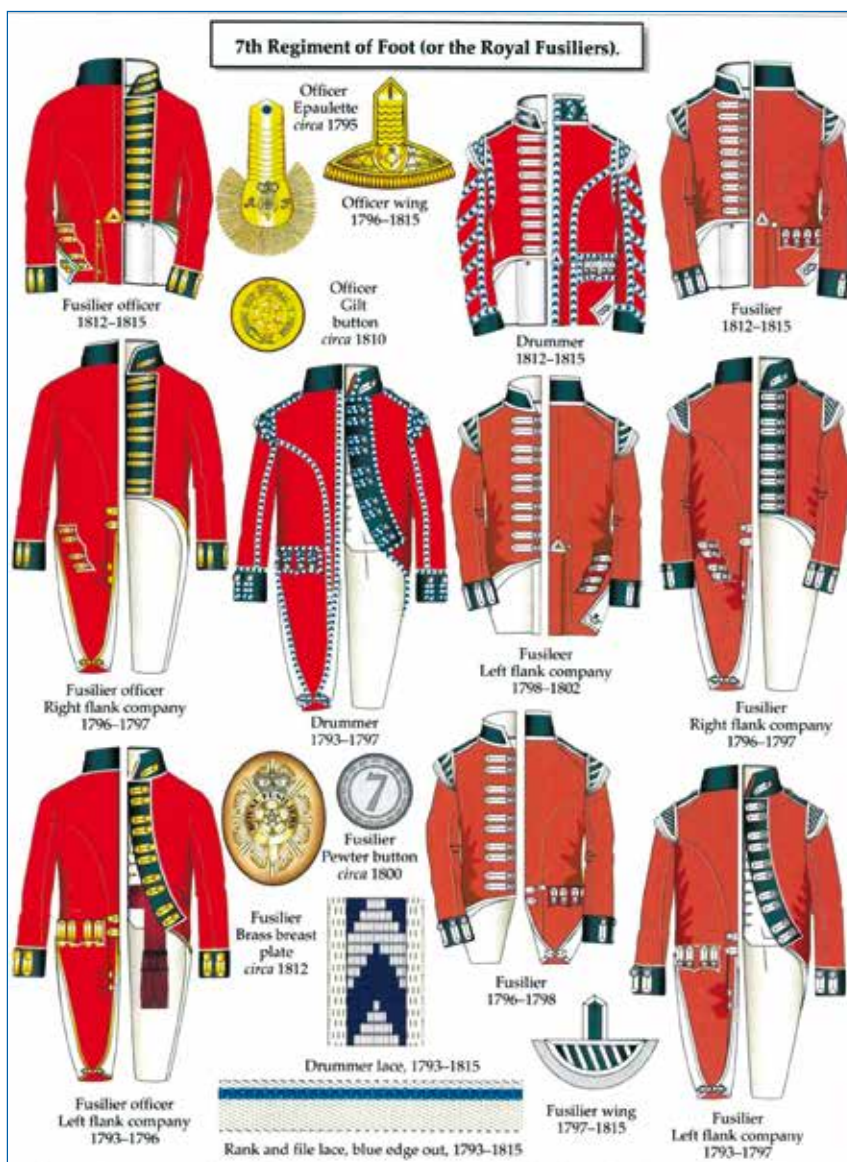 7th Regiment of Foot (or the Royal Fusiliers).
Officer
Epaulette
circa 1795
Officer wing
1796–1815
Fusilier officer
1812–1815
Officer
Gilt
button
circa 1810
Drummer
1812–1815
Fusilier
1812–1815
Fusilier officer
Right flank company
1796–1797
Drummer
1793–1797
Fusileer
Left flank company
1798–1802
Fusilier
Right flank company
1796–1797
7
Fusilier
Pewter button
circa 1800
Fusilier
Brass breast
plate
circa 1812
Fusilier
1796–1798
Drummer lace, 1793–1815
Fusilier officer
Left flank company
1793–1796
Rank and file lace, blue edge out, 1793–1815
Fusilier wing
1797–1815
Fusilier
Left flank company
1793–1797